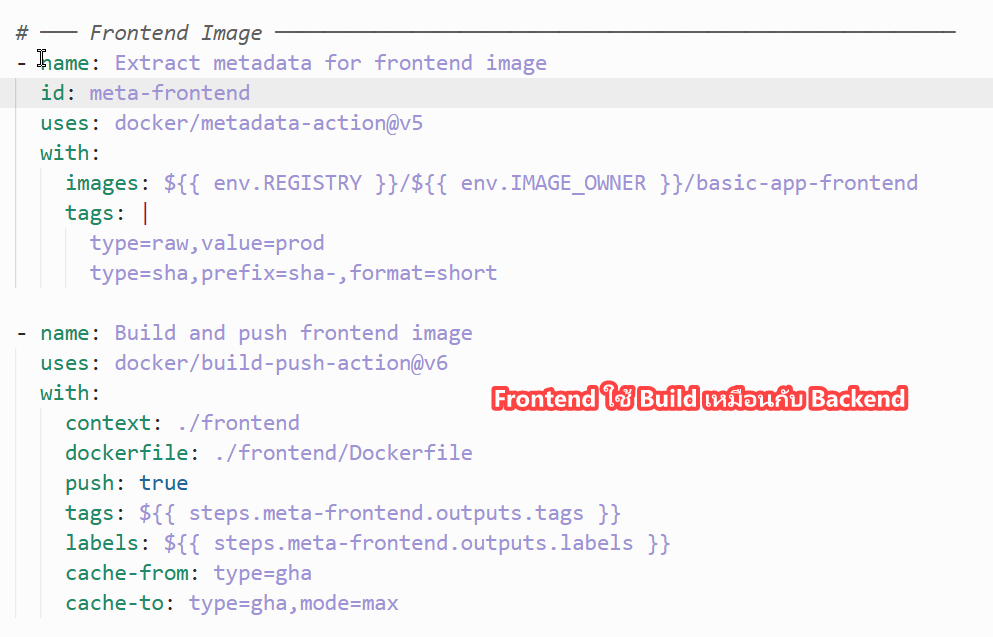 # ── Frontend Image ──────────────────────────────
- name: Extract metadata for frontend image
id: meta-frontend
uses: docker/metadata-action@v5
with:
images: ${{ env.REGISTRY }}/${{ env.IMAGE_OWNER }}/basic-app-frontend
tags: |
type=raw,value=prod
type=sha,prefix=sha-,format=short
- name: Build and push frontend image
uses: docker/build-push-action@v6
with:
Frontend ใช้ Build เหมือนกับ Backend
context: ./frontend
dockerfile: ./frontend/Dockerfile
push: true
tags: ${{ steps.meta-frontend.outputs.tags }}
labels: ${{ steps.meta-frontend.outputs.labels }}
cache-from: type=gha
cache-to: type=gha,mode=max